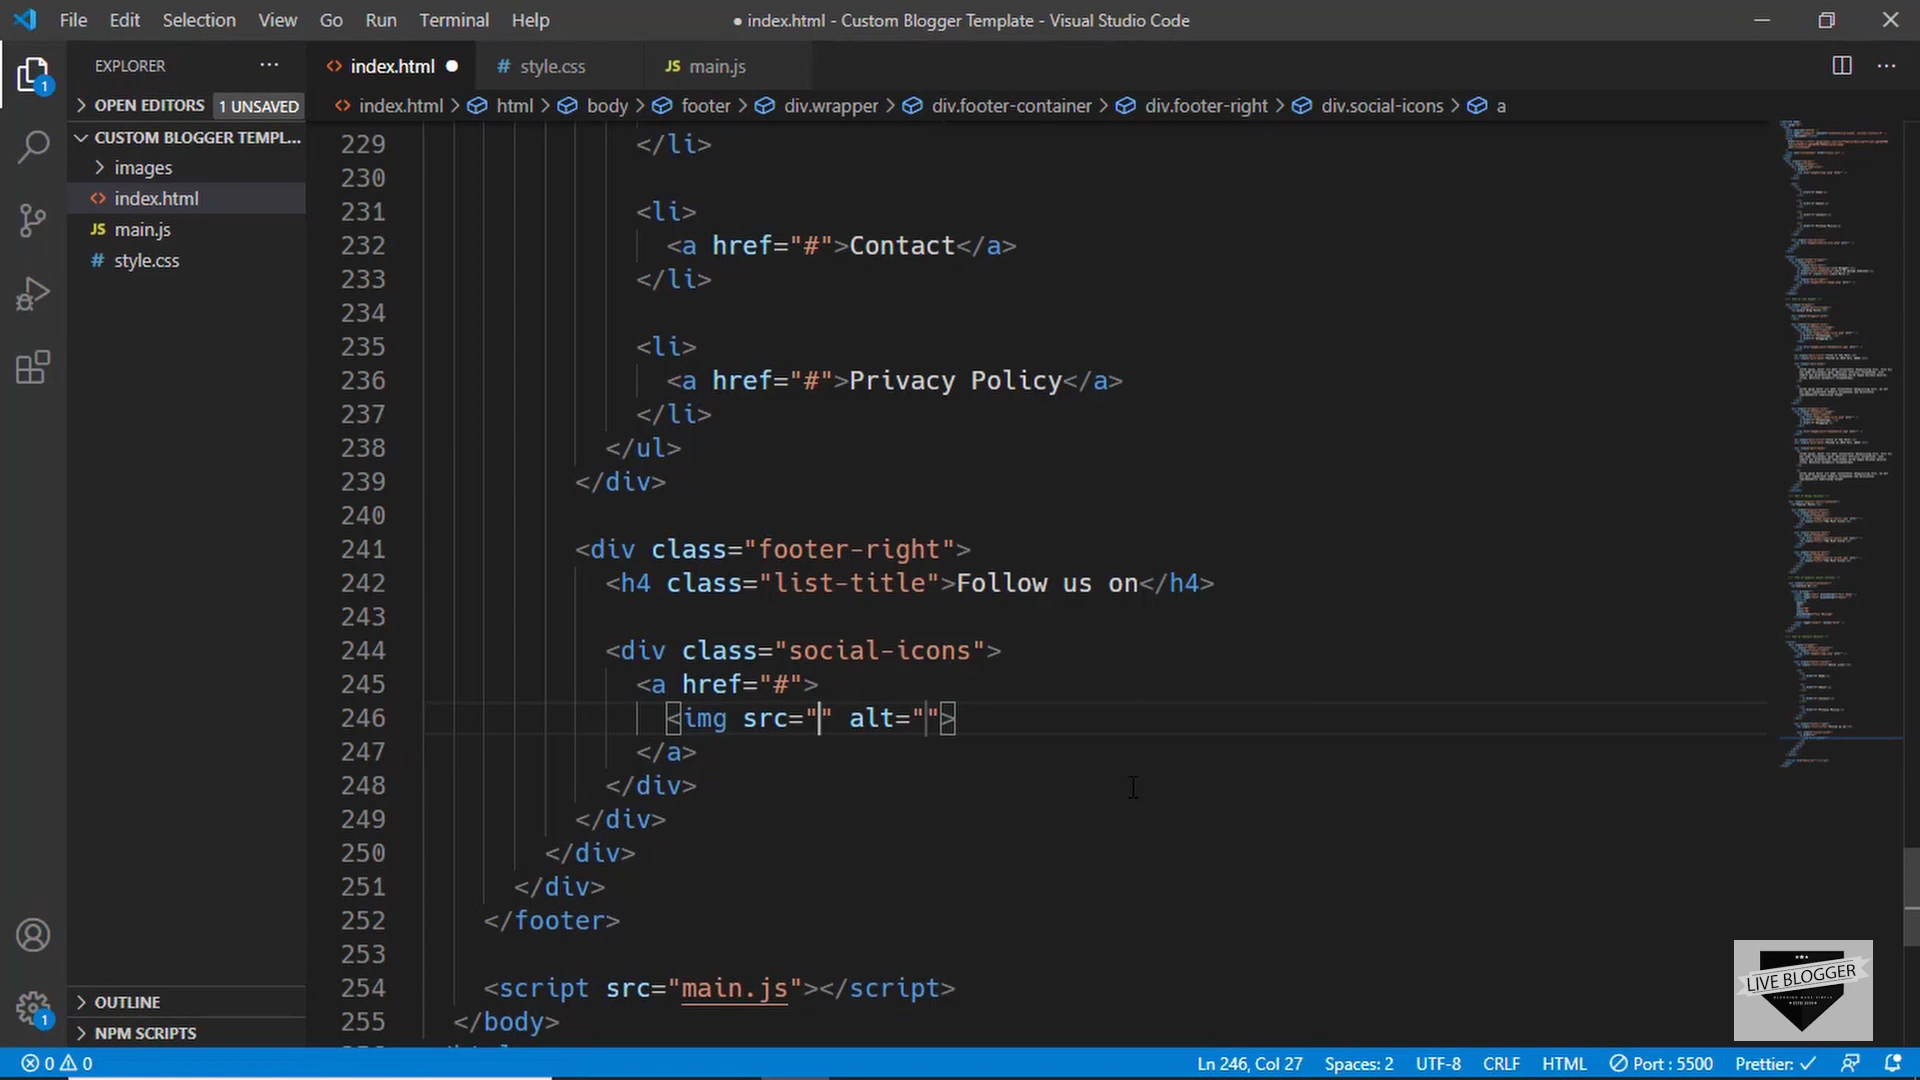 File Edit Selection View Go Run Terminal Help
● index.html - Custom Blogger Template - Visual Studio Code
EXPLORER
index.html
# style.css
JS main.js
OPEN EDITORS 1 UNSAVED
index.html > html > body > footer > div.wrapper > div.footer-container > div.footer-right > div.social-icons > a
CUSTOM BLOGGER TEMPL...
images
index.html
JS main.js
# style.css
229 </li>
230
231 <li>
232 <a href="#">Contact</a>
233 </li>
234
235 <li>
236 <a href="#">Privacy Policy</a>
237 </li>
238 </ul>
239 </div>
240
241 <div class="footer-right">
242 <h4 class="list-title">Follow us on</h4>
243
244 <div class="social-icons">
245 <a href="#">
246 <img src="" alt="">
247 </a>
248 </div>
249 </div>
250 </div>
251 </div>
252 </footer>
253
254 <script src="main.js"></script>
255 </body>
1
1
OUTLINE
NPM SCRIPTS
LIVE BLOGGER
0 0
Ln 246, Col 27 Spaces: 2 UTF-8 CRLF HTML Port : 5500 Prettier: ✓